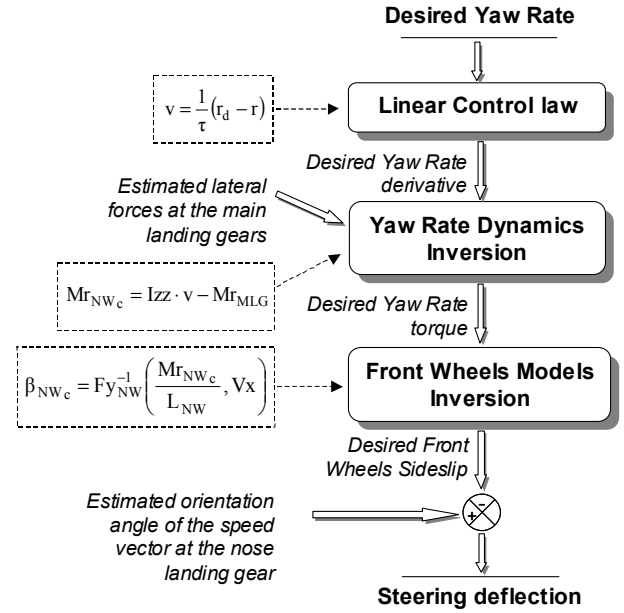 Desired Yaw Rate
v = 1/τ (r_d − r)
Linear Control law
Desired Yaw Rate
derivative
Estimated lateral
forces at the main
landing gears
Yaw Rate Dynamics
Inversion
Mr_NWc = Izz · v − Mr_MLG
Desired Yaw Rate
torque
β_NWc = Fy_NW^−1 (Mr_NWc / L_NW , Vx)
Front Wheels Models
Inversion
Desired Front
Wheels Sideslip
Estimated orientation
angle of the speed
vector at the nose
landing gear
-
+
Steering deflection